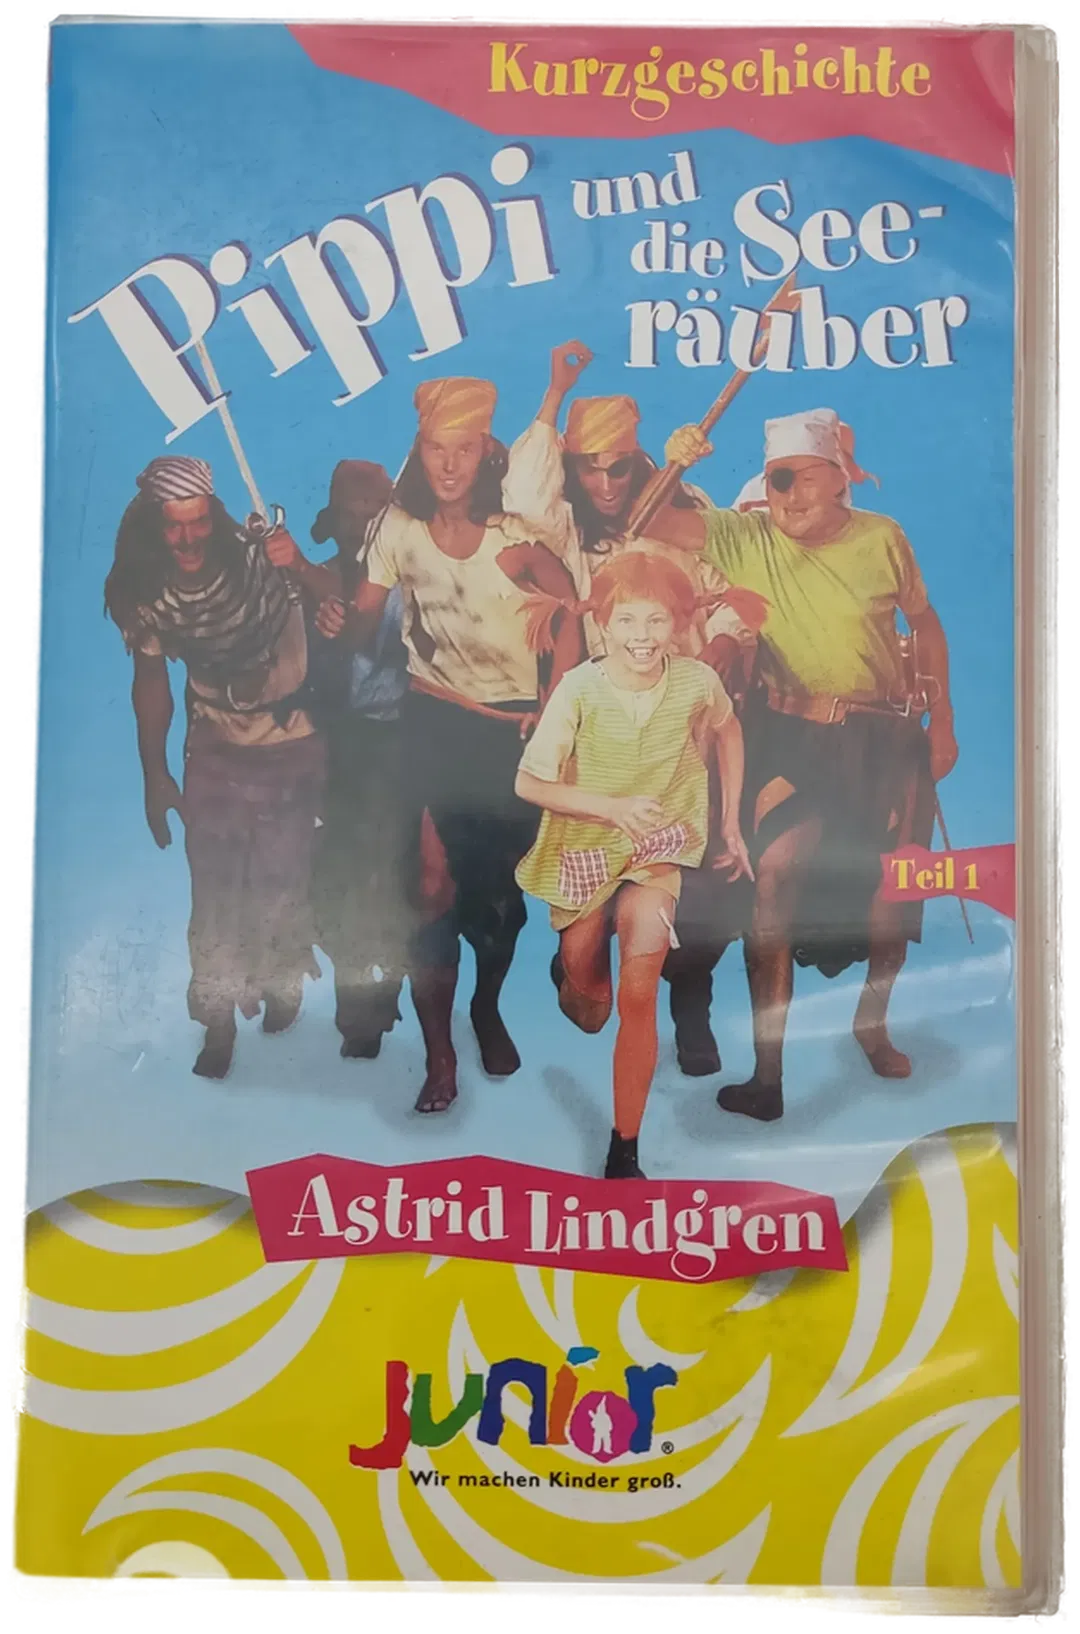 Kurzgeschichte
Pippi und
die See-
räuber
Teil 1
Astrid Lindgren
junior®
Wir machen Kinder groß.